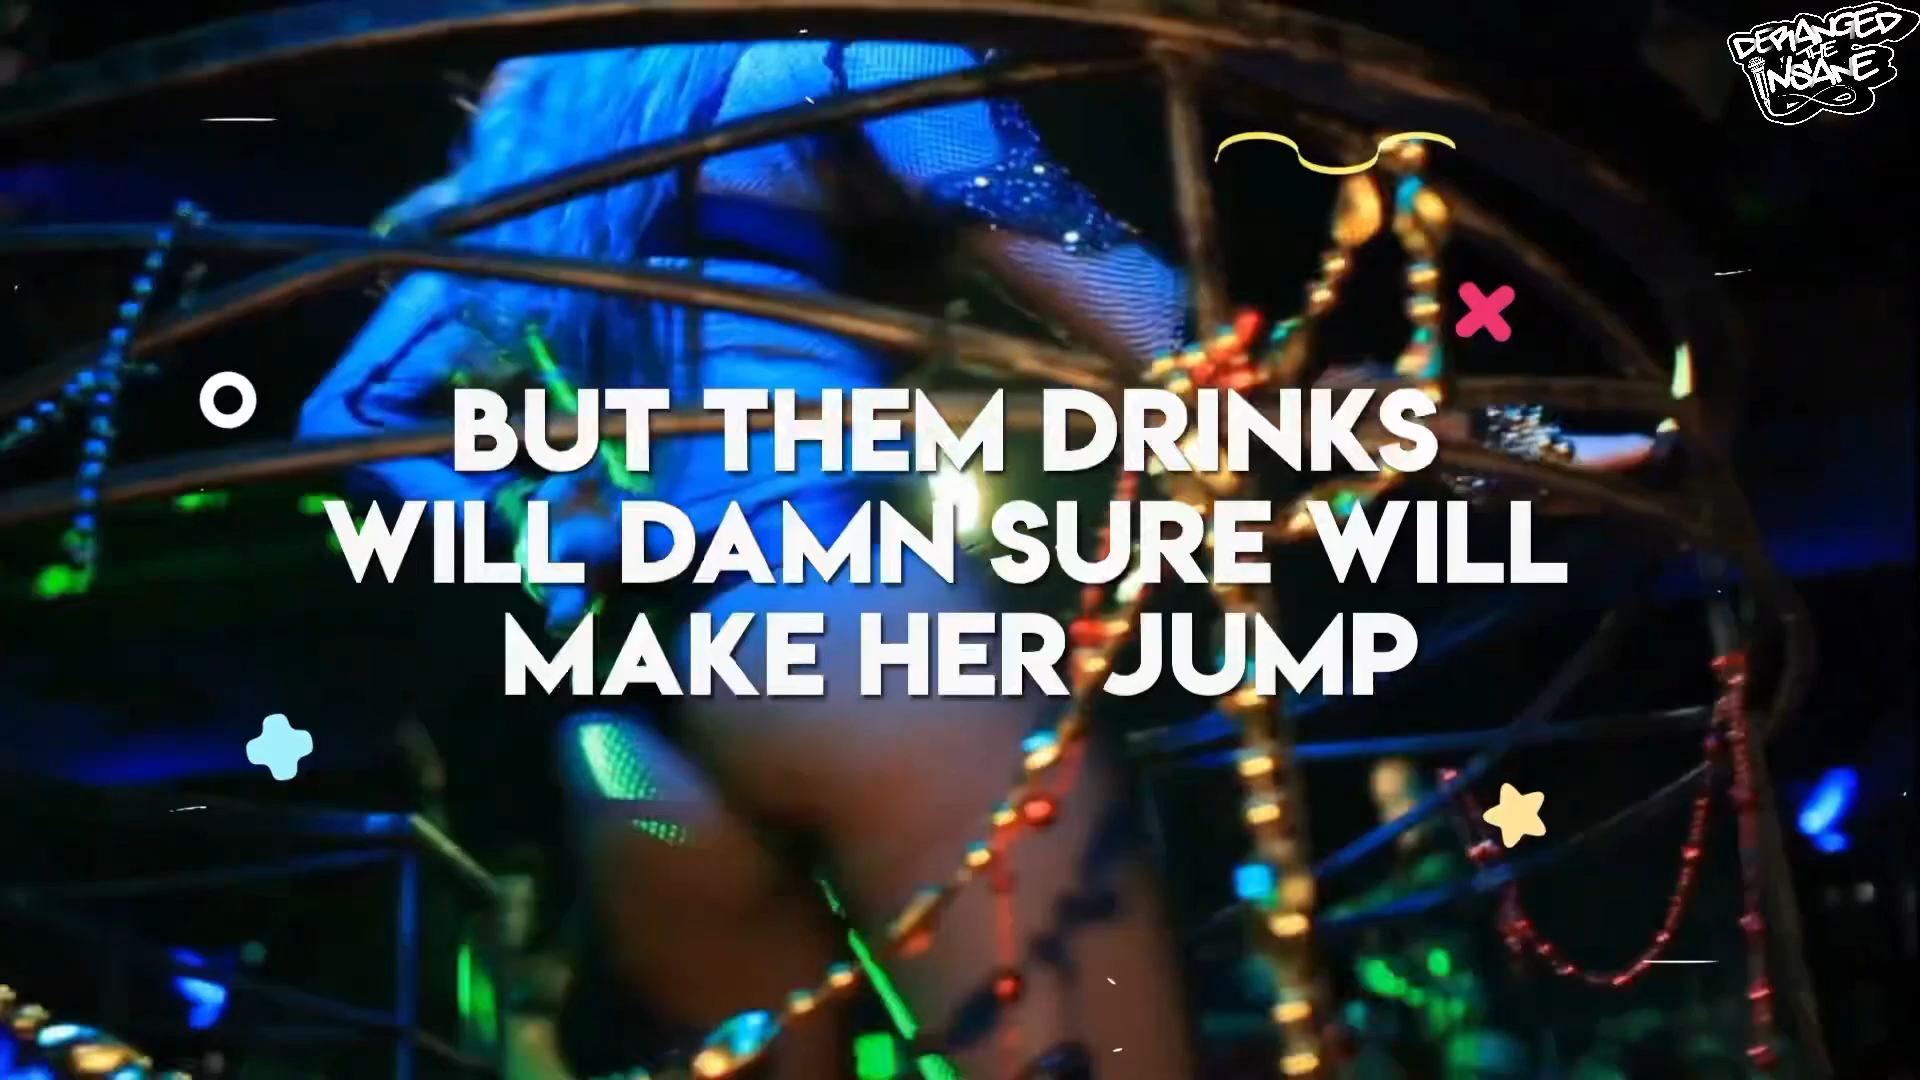 DERANGED
THE
INSANE
BUT THEM DRINKS
WILL DAMN SURE WILL
MAKE HER JUMP